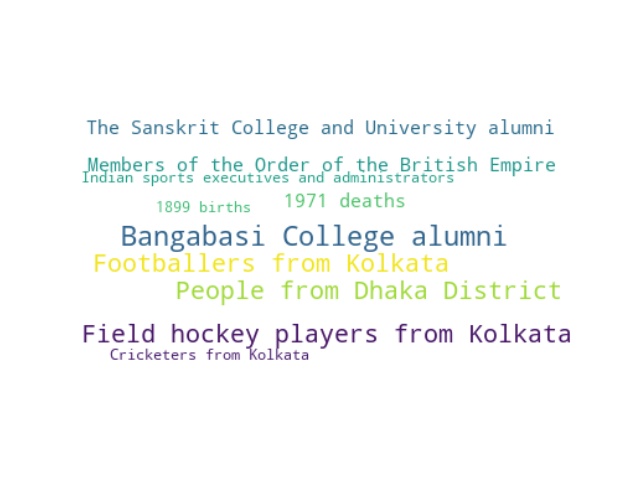 The Sanskrit College and University alumni
Members of the Order of the British Empire
Indian sports executives and administrators
1971 deaths
1899 births
Bangabasi College alumni
Footballers from Kolkata
People from Dhaka District
Field hockey players from Kolkata
Cricketers from Kolkata